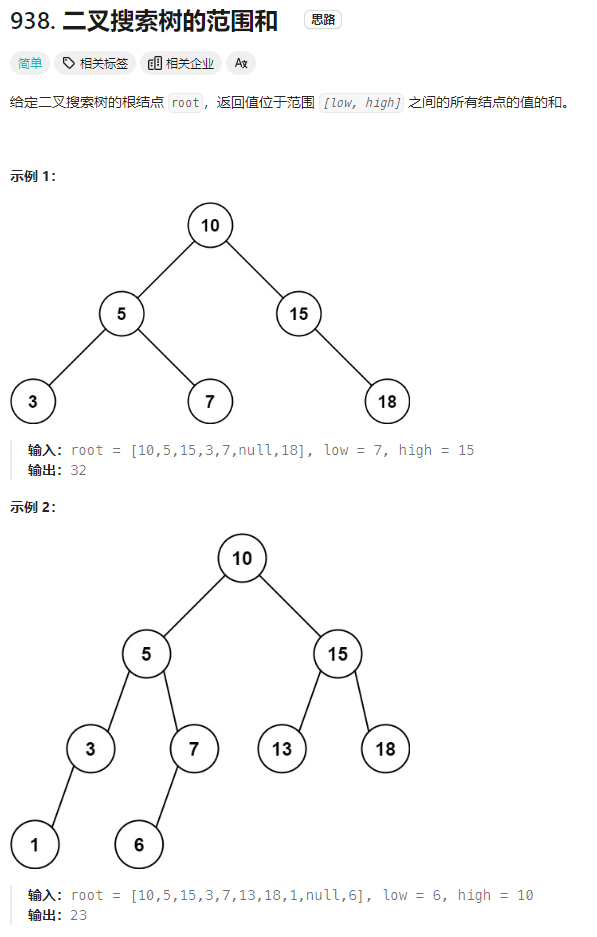 938. 二叉搜索树的范围和 思路
简单 相关标签 相关企业 Aあ
给定二叉搜索树的根结点 root，返回值位于范围 [low, high] 之间的所有结点的值的和。
示例 1：
10
5 15
3 7 18
输入：root = [10,5,15,3,7,null,18], low = 7, high = 15
输出：32
示例 2：
10
5 15
3 7 13 18
1 6
输入：root = [10,5,15,3,7,13,18,1,null,6], low = 6, high = 10
输出：23